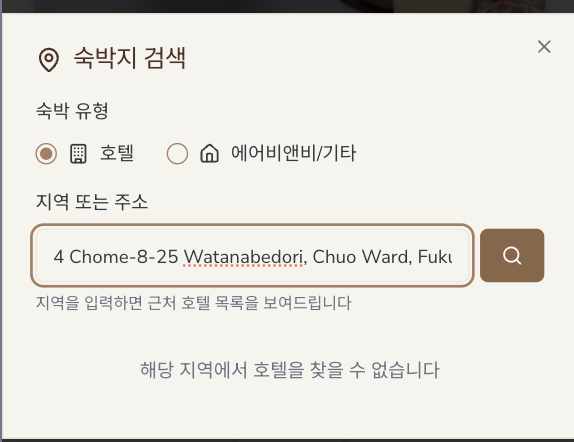 숙박지 검색
숙박 유형
호텔 에어비앤비/기타
지역 또는 주소
4 Chome-8-25 Watanabedori, Chuo Ward, Fuku
지역을 입력하면 근처 호텔 목록을 보여드립니다
해당 지역에서 호텔을 찾을 수 없습니다